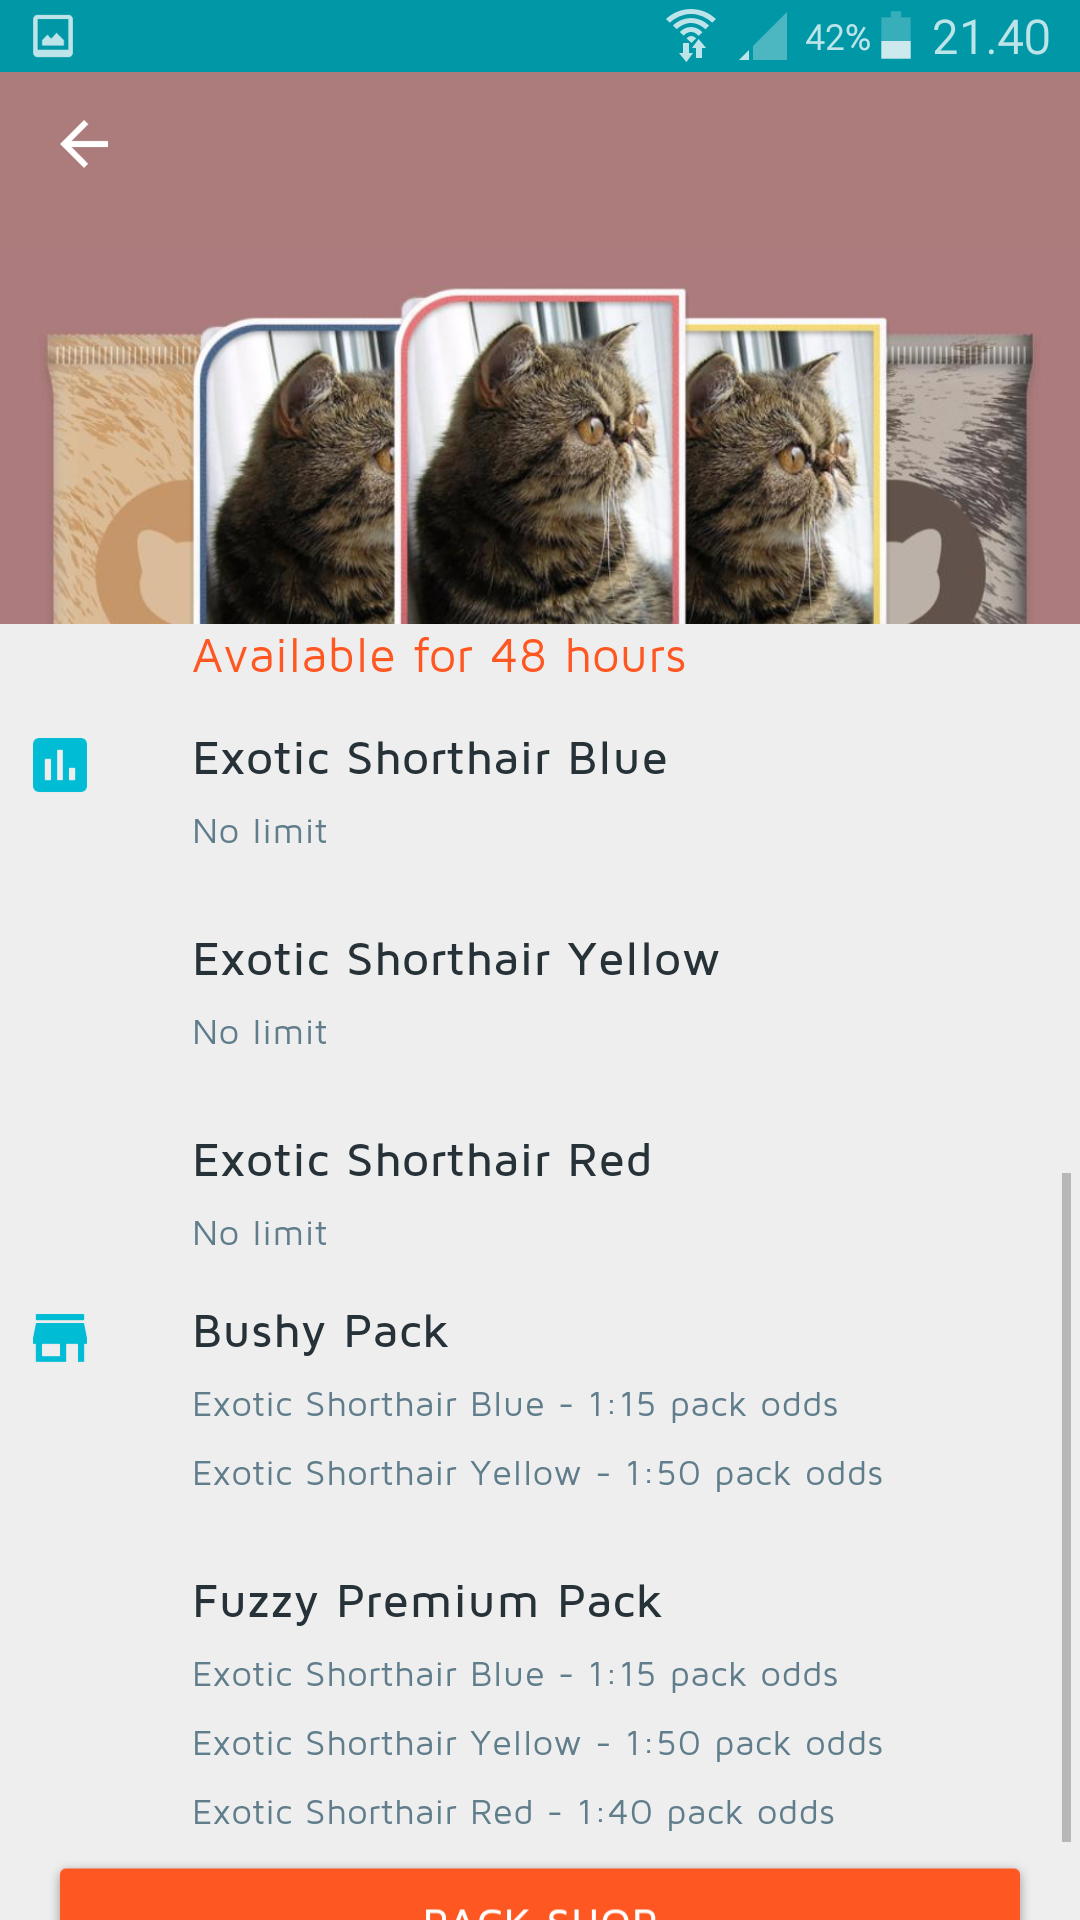 42% 21.40
Available for 48 hours
Exotic Shorthair Blue
No limit
Exotic Shorthair Yellow
No limit
Exotic Shorthair Red
No limit
Bushy Pack
Exotic Shorthair Blue - 1:15 pack odds
Exotic Shorthair Yellow - 1:50 pack odds
Fuzzy Premium Pack
Exotic Shorthair Blue - 1:15 pack odds
Exotic Shorthair Yellow - 1:50 pack odds
Exotic Shorthair Red - 1:40 pack odds
PACK SHOP